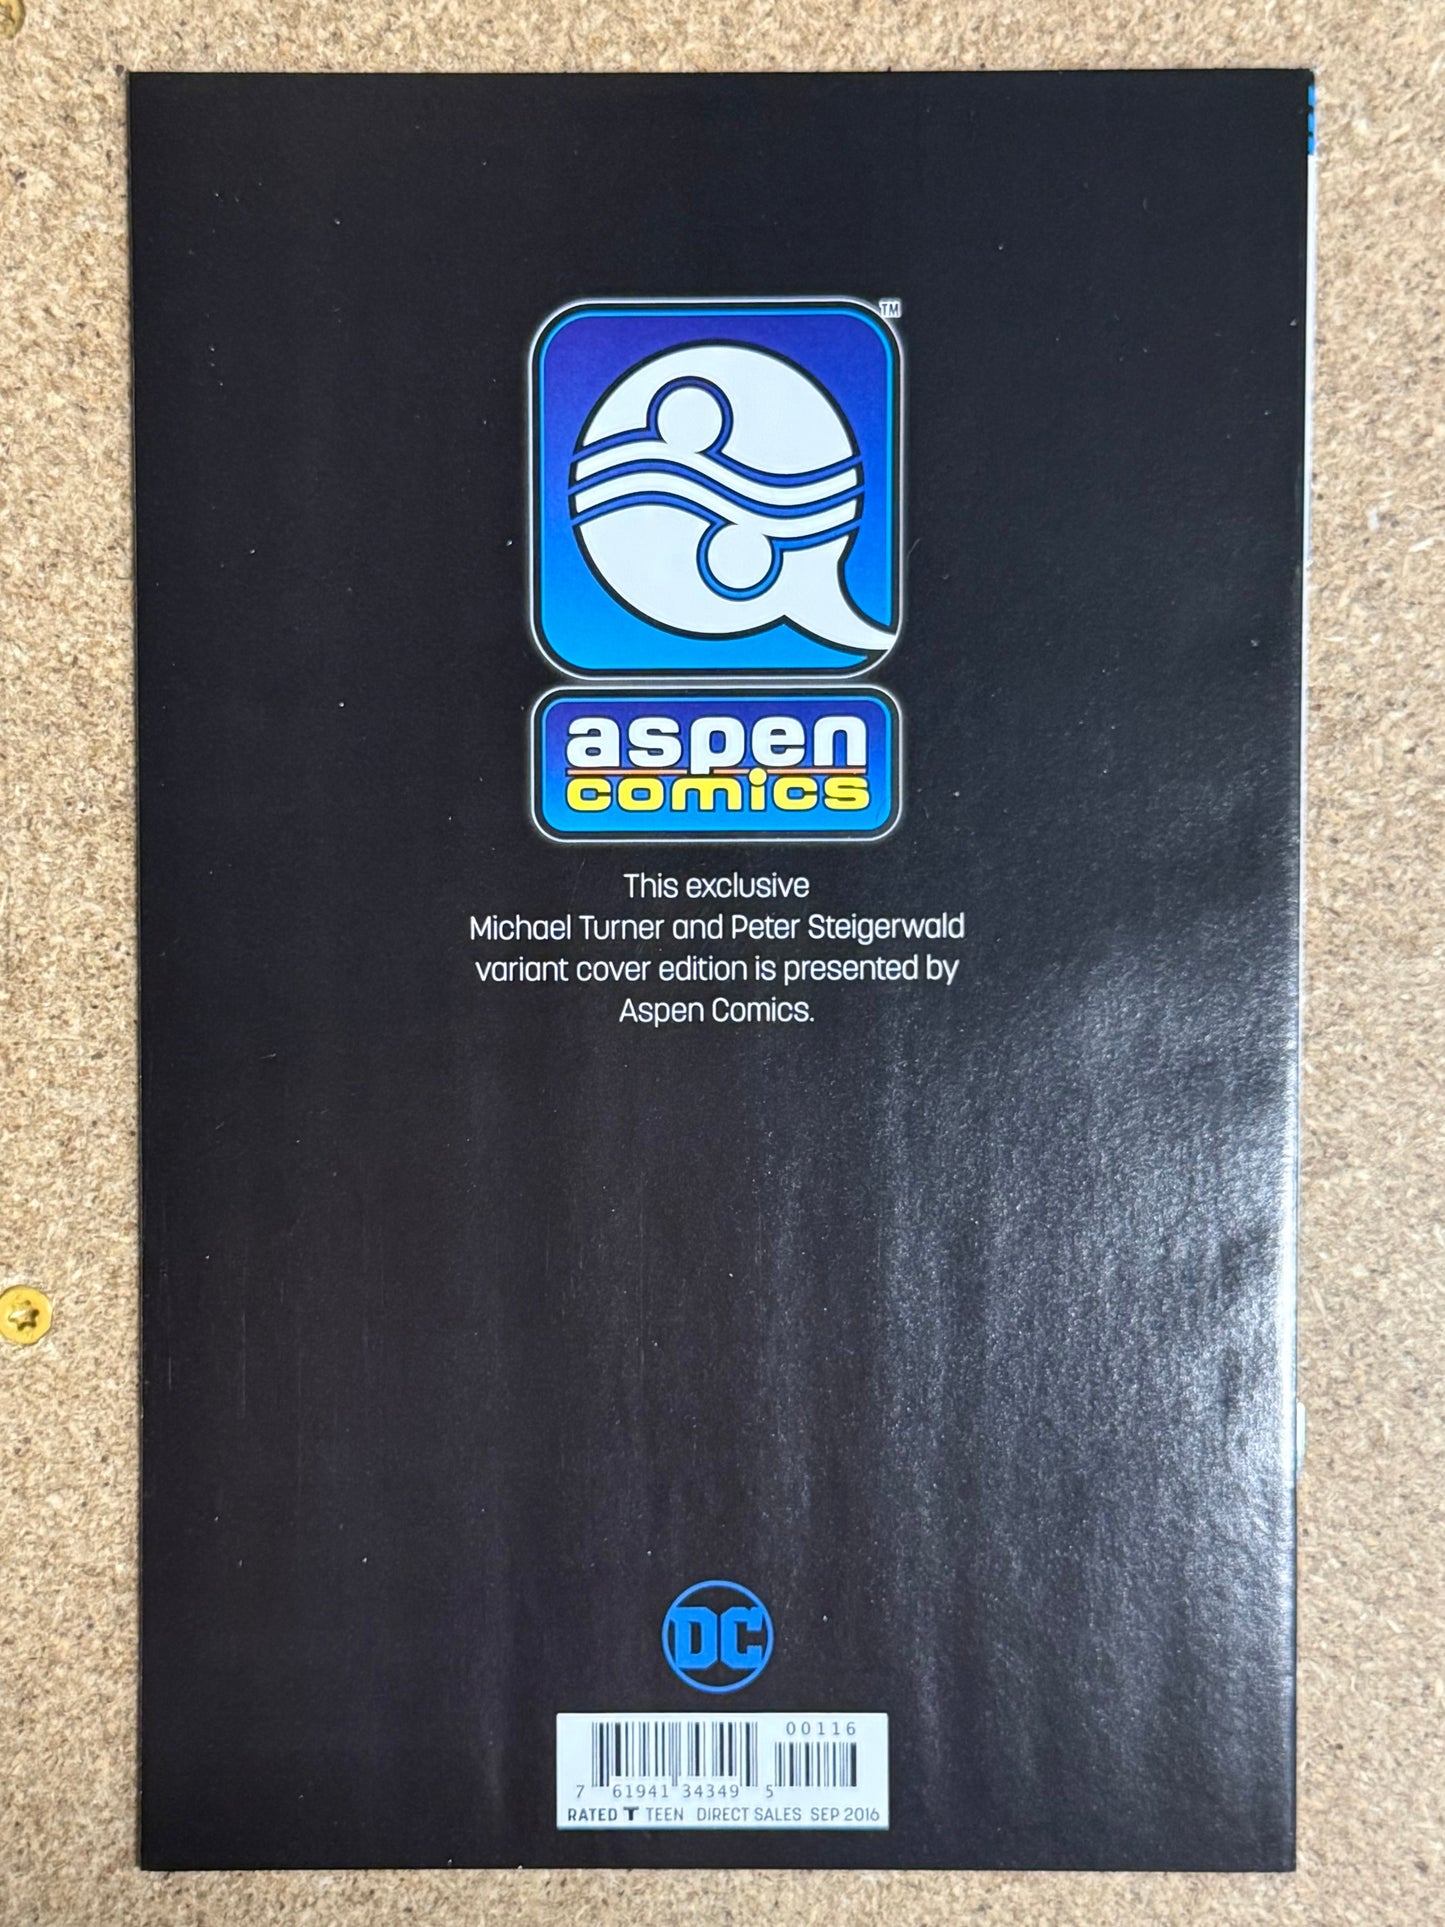 TM
aspen
comics
This exclusive
Michael Turner and Peter Steigerwald
variant cover edition is presented by
Aspen Comics.
DC
00116
7 61941 34349 5
RATED T TEEN DIRECT SALES SEP 2016